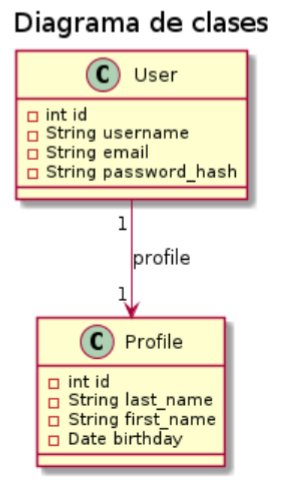 Diagrama de clases
C User
int id
String username
String email
String password_hash
1
profile
1
C Profile
int id
String last_name
String first_name
Date birthday